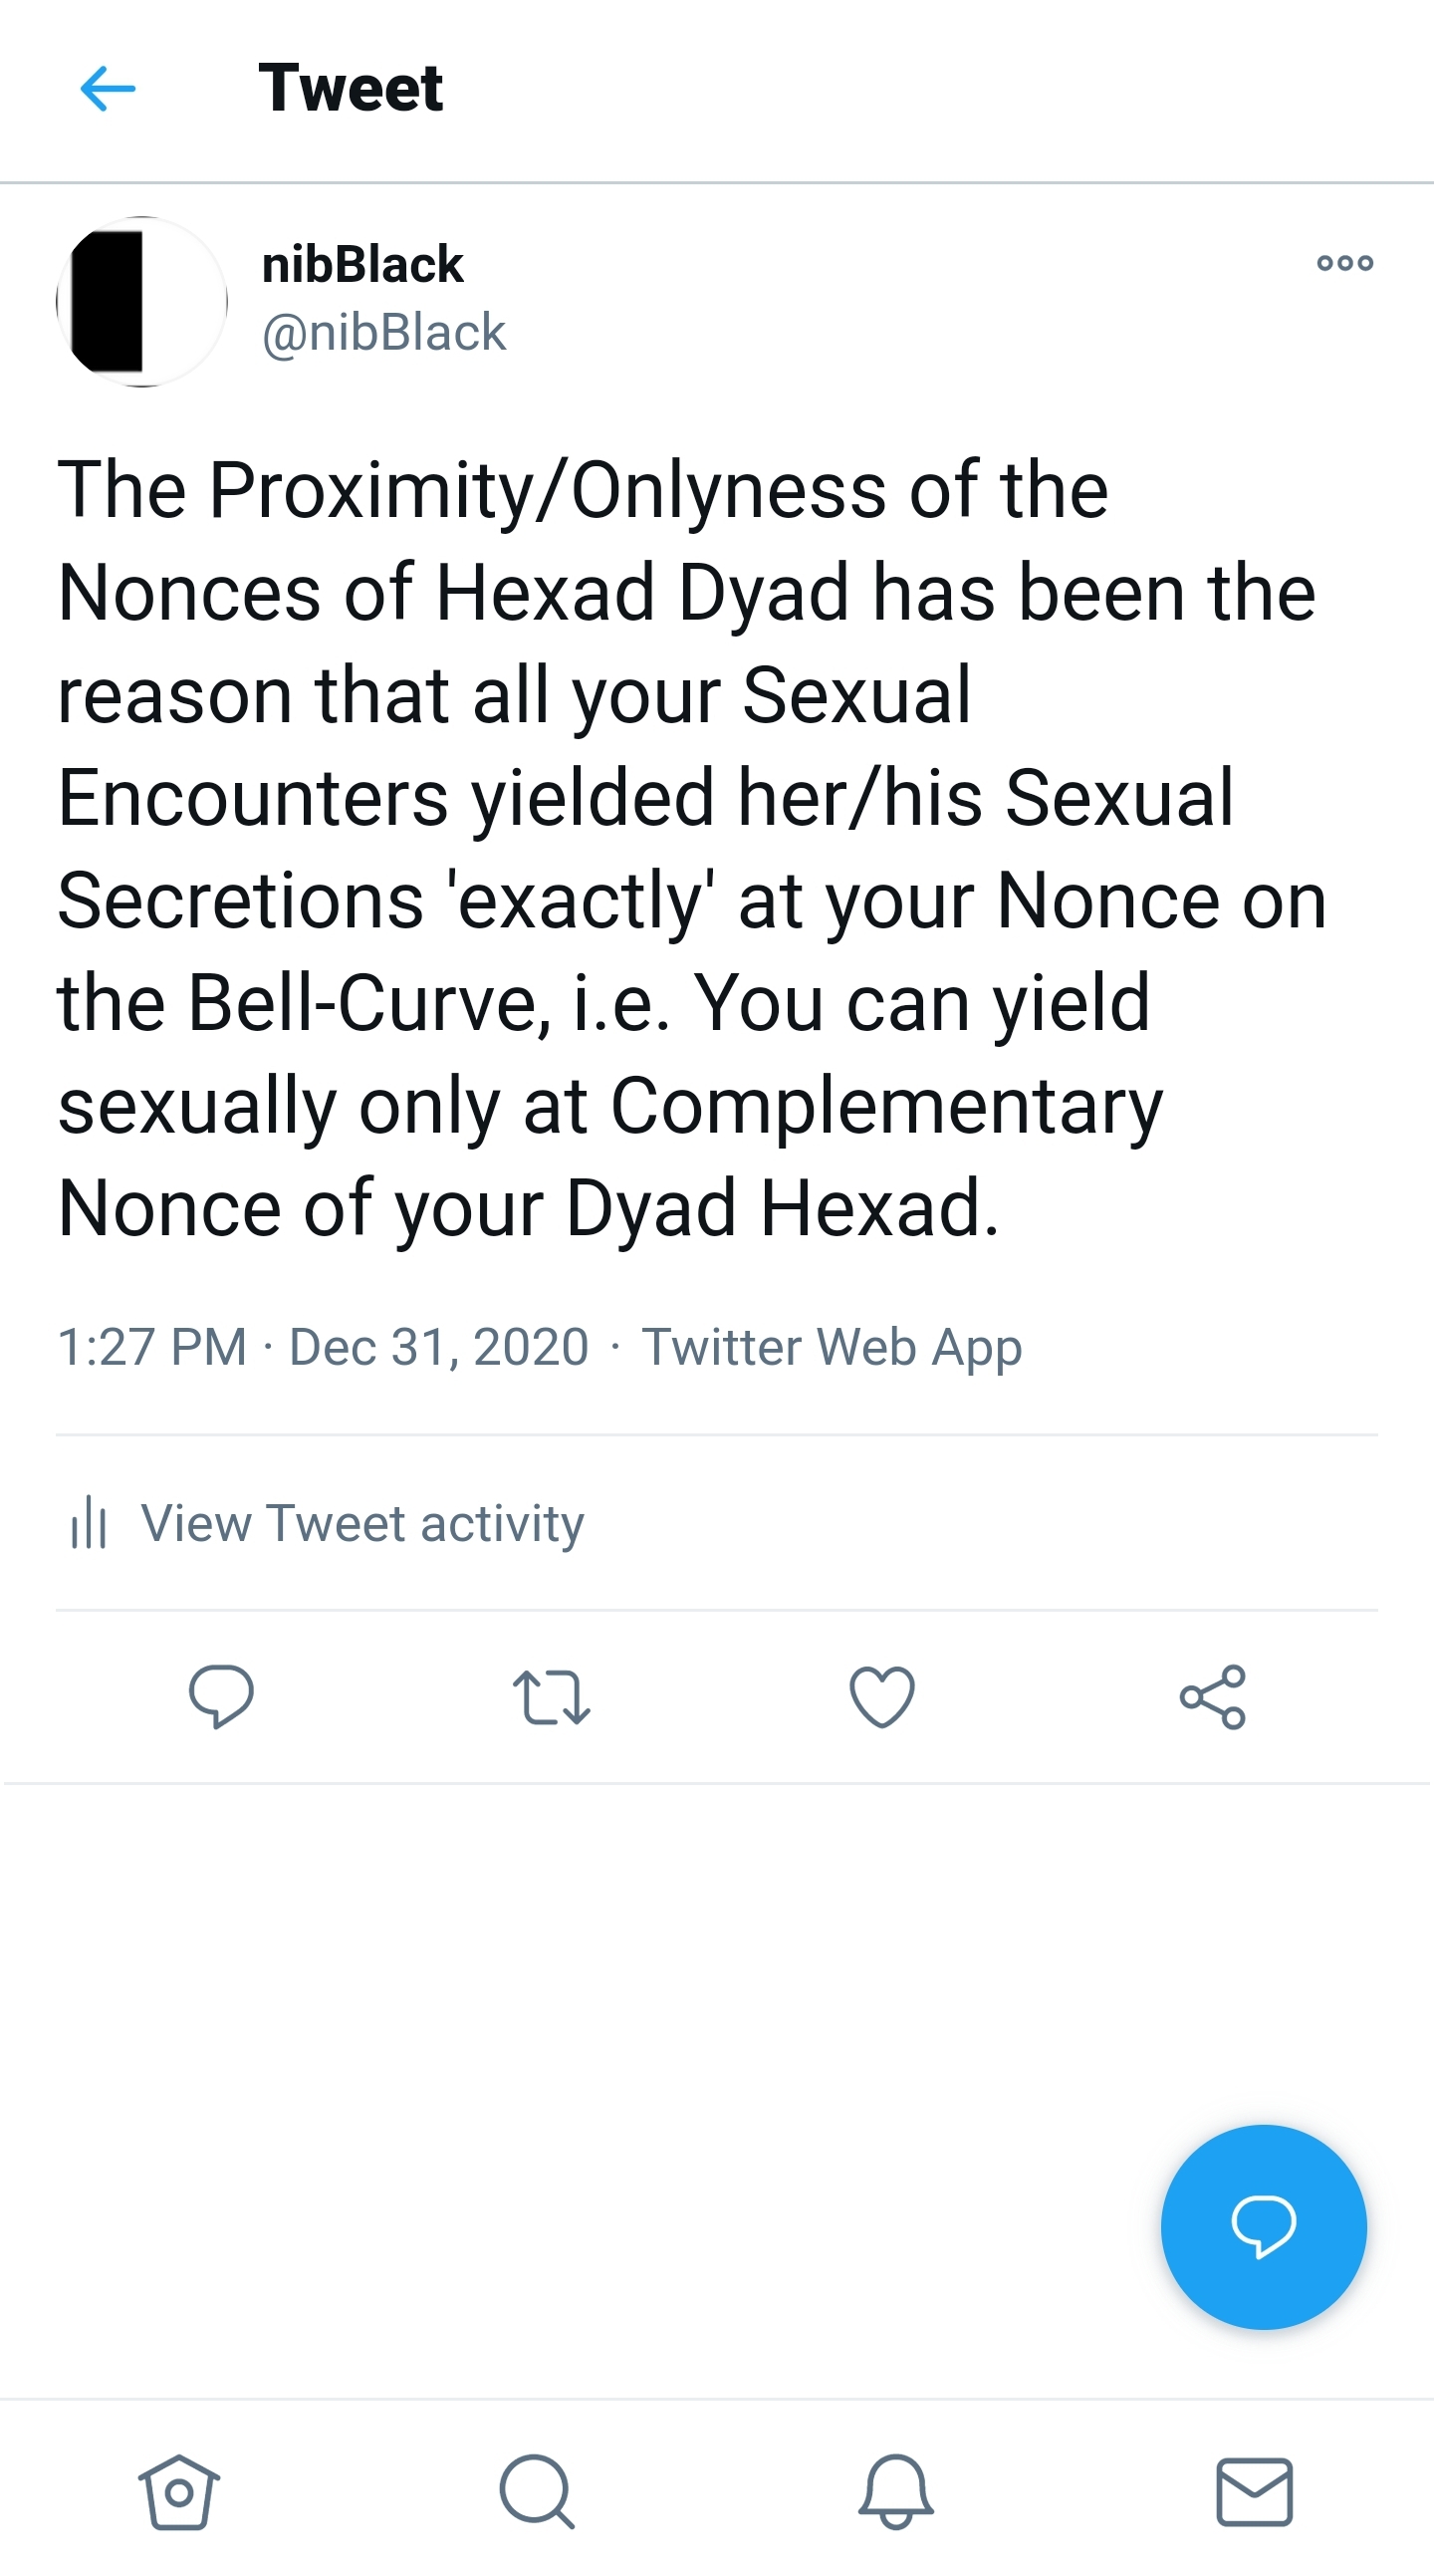 Tweet
nibBlack
@nibBlack
The Proximity/Onlyness of the
Nonces of Hexad Dyad has been the
reason that all your Sexual
Encounters yielded her/his Sexual
Secretions 'exactly' at your Nonce on
the Bell-Curve, i.e. You can yield
sexually only at Complementary
Nonce of your Dyad Hexad.
1:27 PM · Dec 31, 2020 · Twitter Web App
View Tweet activity